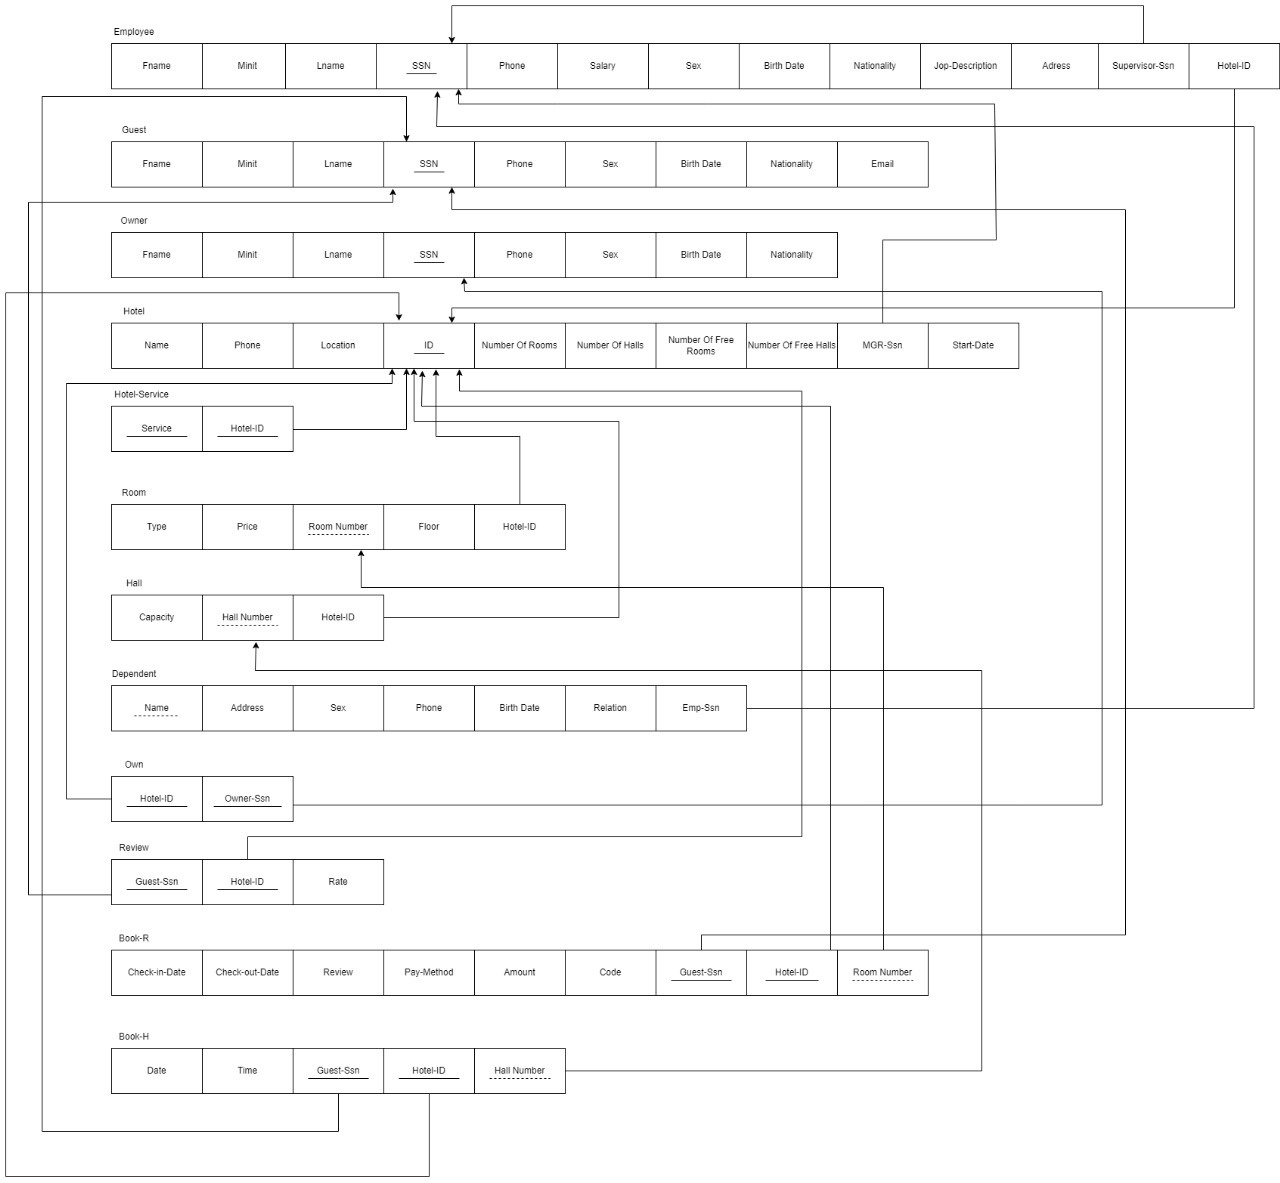 Employee
Fname Minit Lname SSN Phone Salary Sex Birth Date Nationality Jop-Description Adress Supervisor-Ssn Hotel-ID
Guest
Fname Minit Lname SSN Phone Sex Birth Date Nationality Email
Owner
Fname Minit Lname SSN Phone Sex Birth Date Nationality
Hotel
Name Phone Location ID Number Of Rooms Number Of Halls Number Of Free Rooms Number Of Free Halls MGR-Ssn Start-Date
Hotel-Service
Service Hotel-ID
Room
Type Price Room Number Floor Hotel-ID
Hall
Capacity Hall Number Hotel-ID
Dependent
Name Address Sex Phone Birth Date Relation Emp-Ssn
Own
Hotel-ID Owner-Ssn
Review
Guest-Ssn Hotel-ID Rate
Book-R
Check-in-Date Check-out-Date Review Pay-Method Amount Code Guest-Ssn Hotel-ID Room Number
Book-H
Date Time Guest-Ssn Hotel-ID Hall Number